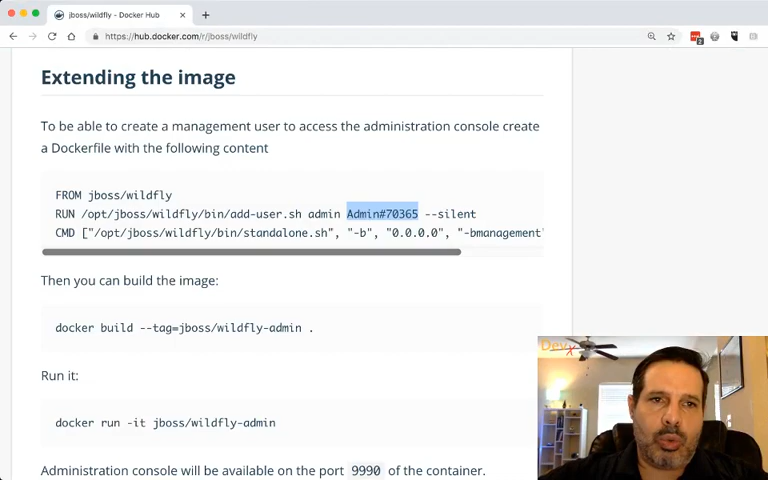 jboss/wildfly - Docker Hub
https://hub.docker.com/r/jboss/wildfly
Extending the image
To be able to create a management user to access the administration console create
a Dockerfile with the following content
FROM jboss/wildfly
RUN /opt/jboss/wildfly/bin/add-user.sh admin Admin#70365 --silent
CMD ["/opt/jboss/wildfly/bin/standalone.sh", "-b", "0.0.0.0", "-bmanagement"
Then you can build the image:
docker build --tag=jboss/wildfly-admin .
Run it:
docker run -it jboss/wildfly-admin
Administration console will be available on the port 9990 of the container.
Dev
x